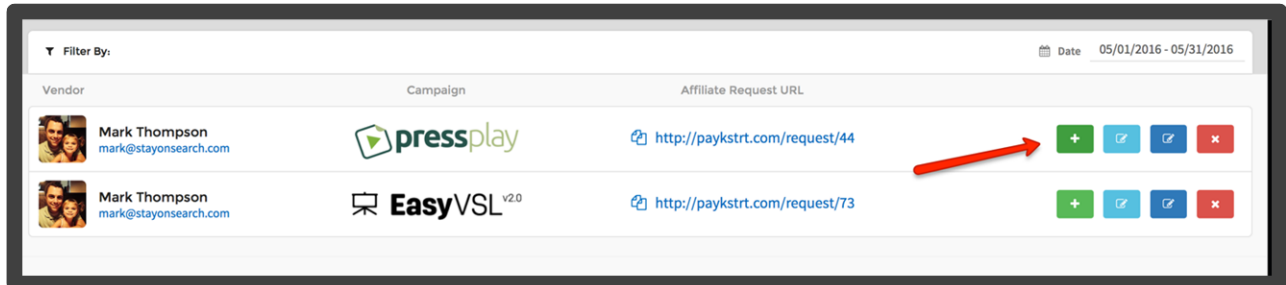 Filter By:
Date 05/01/2016 - 05/31/2016
Vendor Campaign Affiliate Request URL
Mark Thompson
mark@stayonsearch.com
pressplay
http://paykstrt.com/request/44
Mark Thompson
mark@stayonsearch.com
EasyVSL v2.0
http://paykstrt.com/request/73